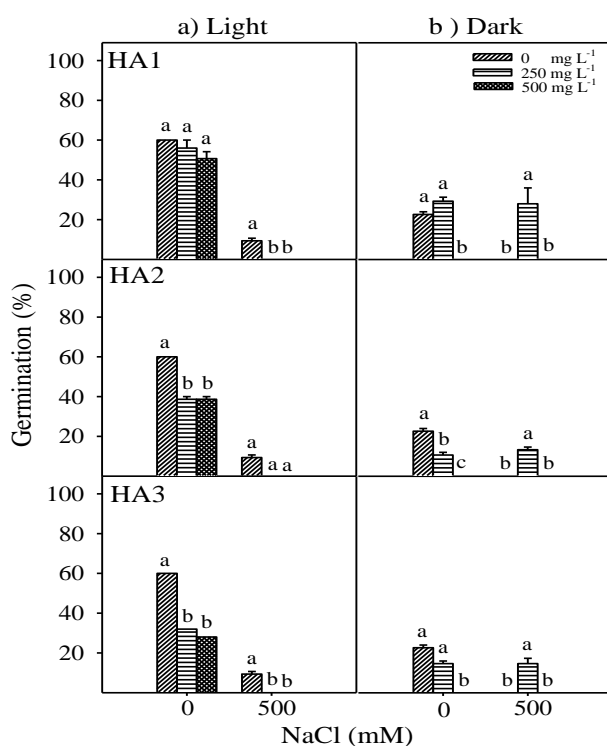 a) Light
b ) Dark
HA1
0 mg L-1
250 mg L-1
500 mg L-1
100
80
60
40
20
a a a
a
b b
a a
b
b
a
b
HA2
100
80
60
40
20
a
b b
a
a a
a
b
c
b
a
b
HA3
100
80
60
40
20
a
b b
a
b b
a a
b
b
a
b
Germination (%)
0 500
0 500
NaCl (mM)